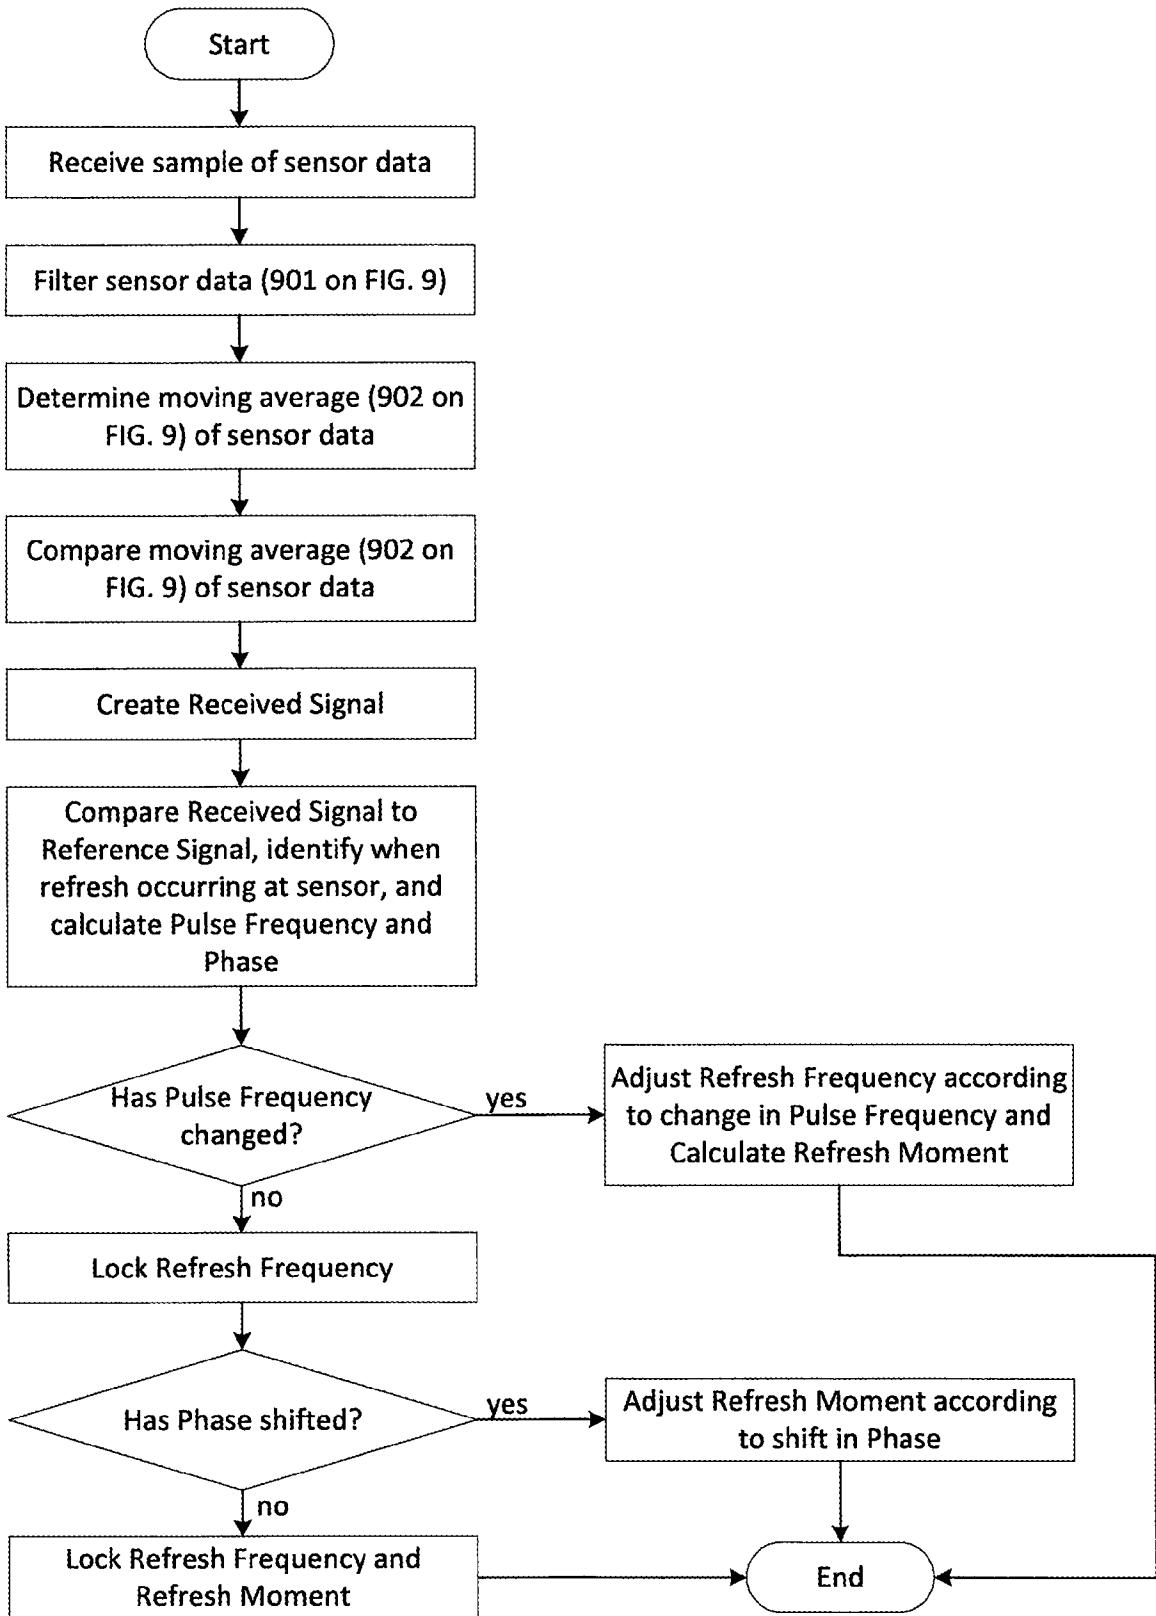 Start
Receive sample of sensor data
Filter sensor data (901 on FIG. 9)
Determine moving average (902 on
FIG. 9) of sensor data
Compare moving average (902 on
FIG. 9) of sensor data
Create Received Signal
Compare Received Signal to
Reference Signal, identify when
refresh occurring at sensor, and
calculate Pulse Frequency and
Phase
Has Pulse Frequency
changed?
yes
Adjust Refresh Frequency according
to change in Pulse Frequency and
Calculate Refresh Moment
no
Lock Refresh Frequency
Has Phase shifted?
yes
Adjust Refresh Moment according
to shift in Phase
no
Lock Refresh Frequency and
Refresh Moment
End